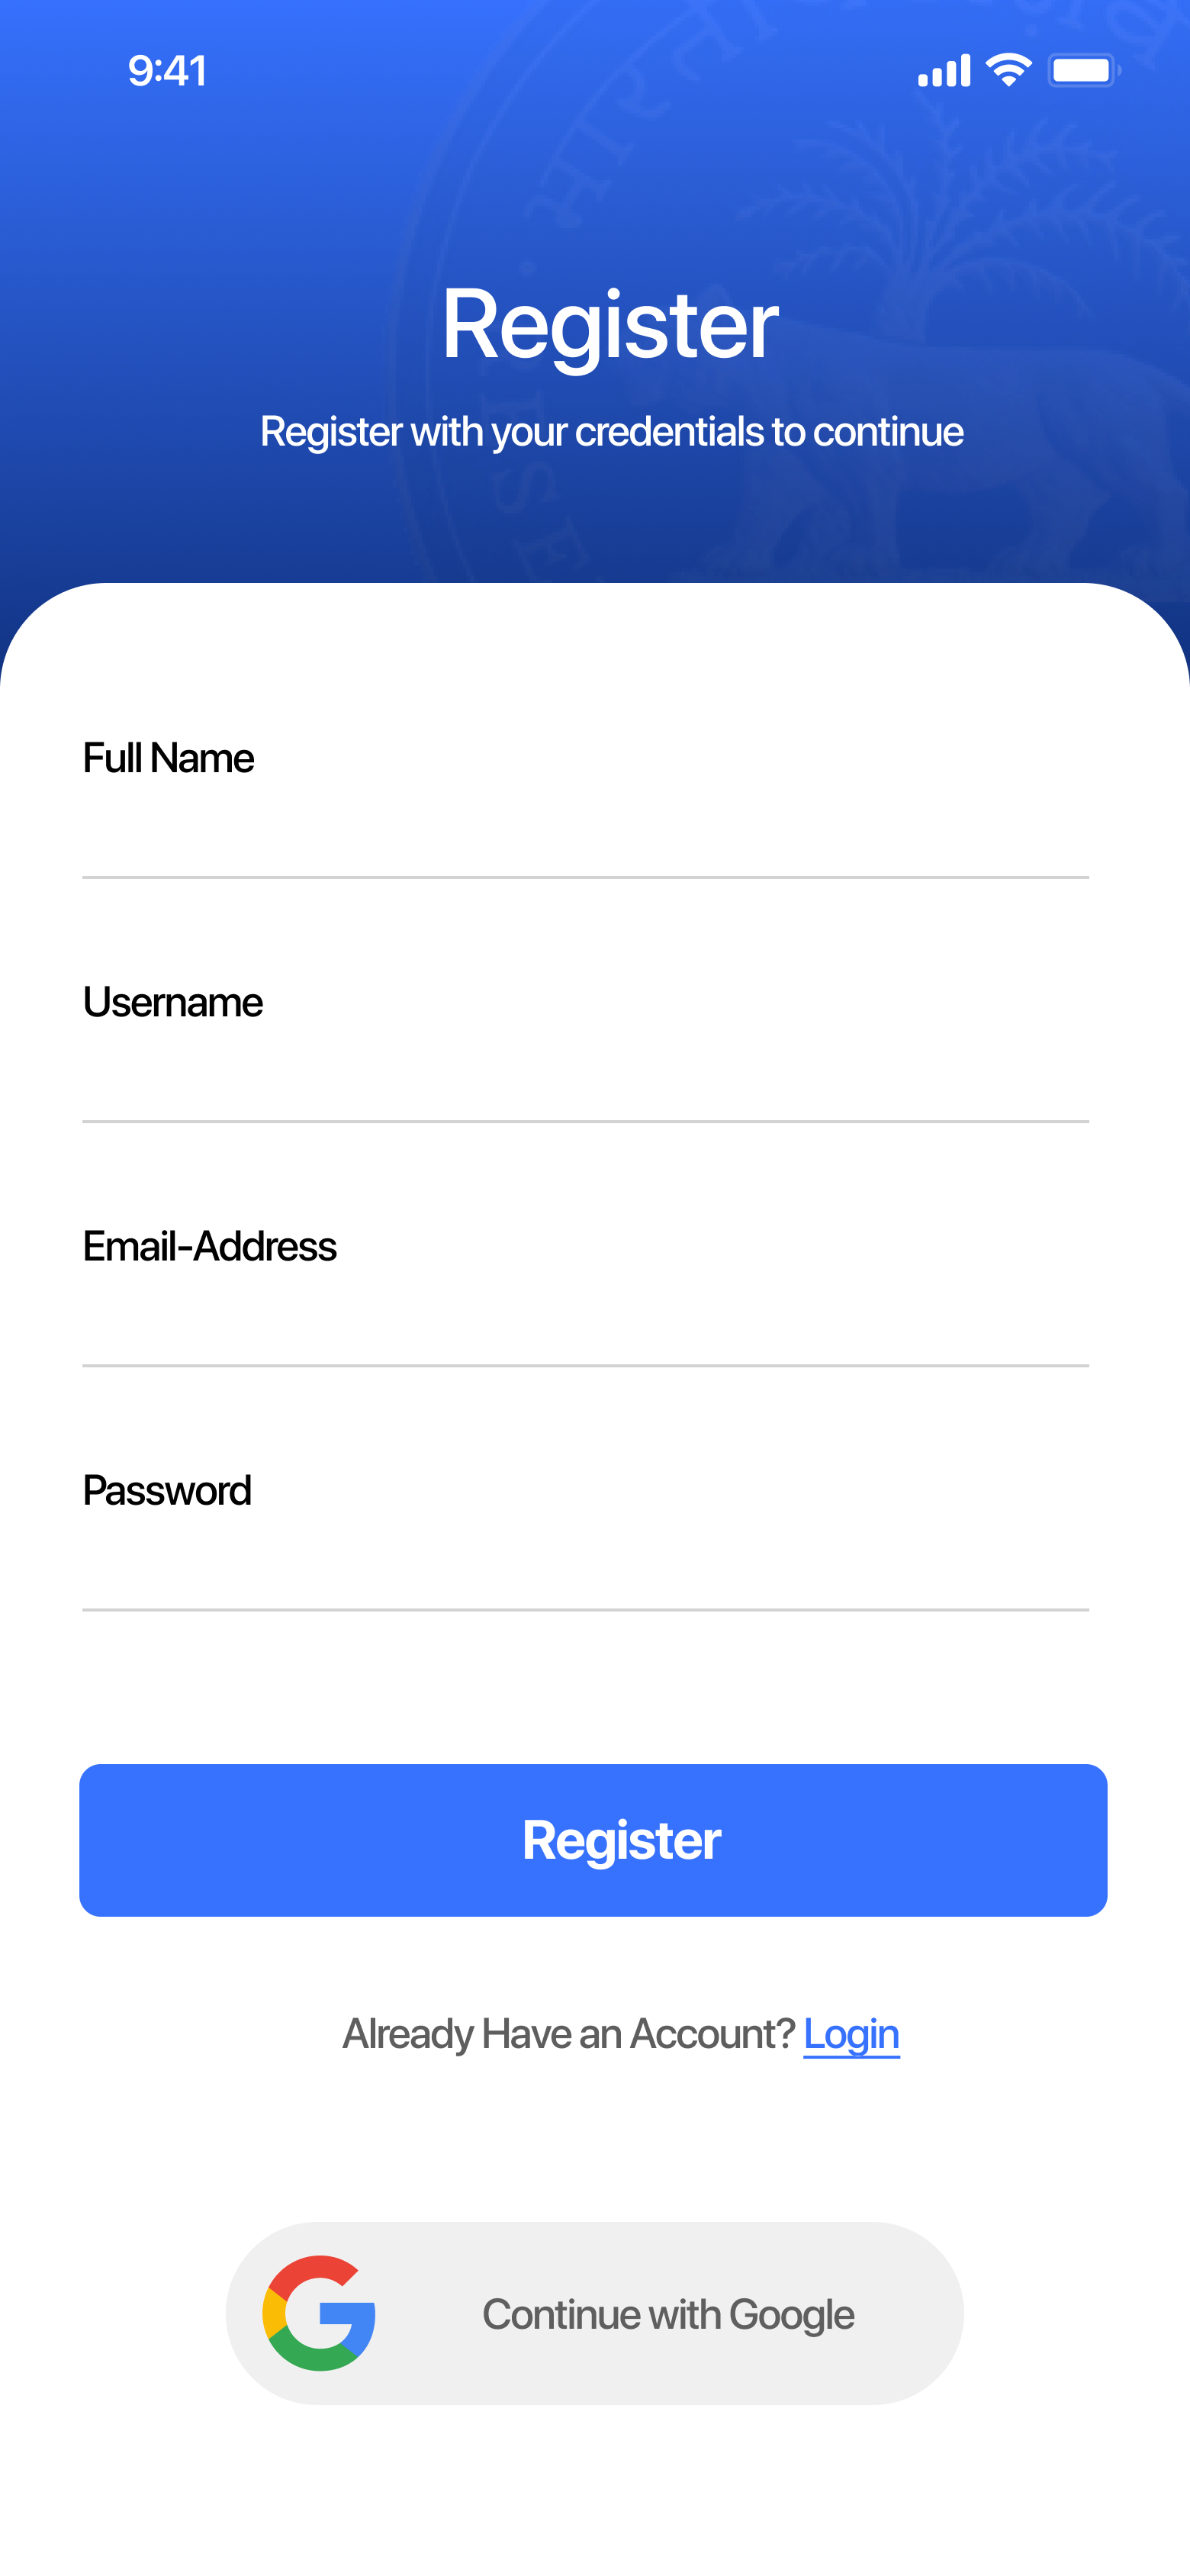 9:41
Register
Register with your credentials to continue
Full Name
Username
Email-Address
Password
Register
Already Have an Account? Login
Continue with Google